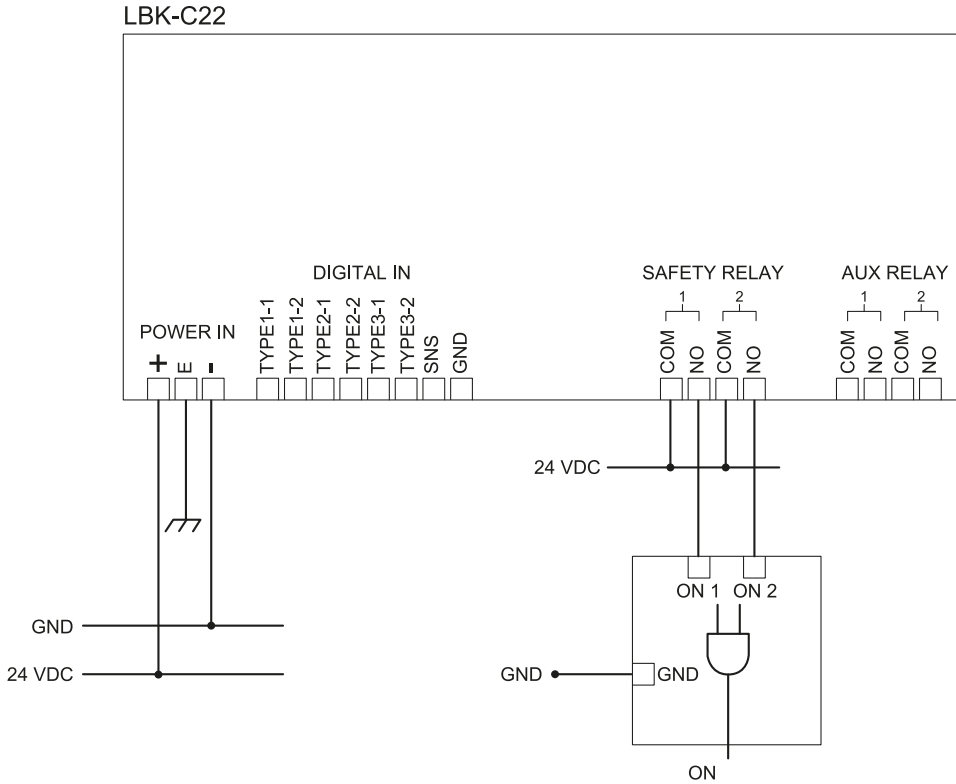 LBK-C22
DIGITAL IN
SAFETY RELAY
AUX RELAY
1
2
1
2
POWER IN
+
E
-
TYPE1-1
TYPE1-2
TYPE2-1
TYPE2-2
TYPE3-1
TYPE3-2
SNS
GND
COM
NO
COM
NO
COM
NO
COM
NO
24 VDC
ON 1
ON 2
GND
24 VDC
GND
GND
ON